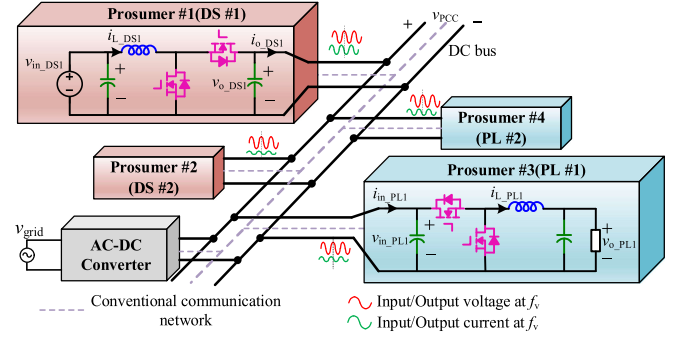 Prosumer #1(DS #1)
i_L_DS1
i_o_DS1
v_in_DS1
+
−
+
−
v_o_DS1
+
−
+ v_PCC −
DC bus
Prosumer #4
(PL #2)
Prosumer #2
(DS #2)
Prosumer #3(PL #1)
i_in_PL1
i_L_PL1
v_in_PL1
+
−
+
v_o_PL1
−
v_grid
AC-DC
Converter
Conventional communication
network
Input/Output voltage at f_v
Input/Output current at f_v